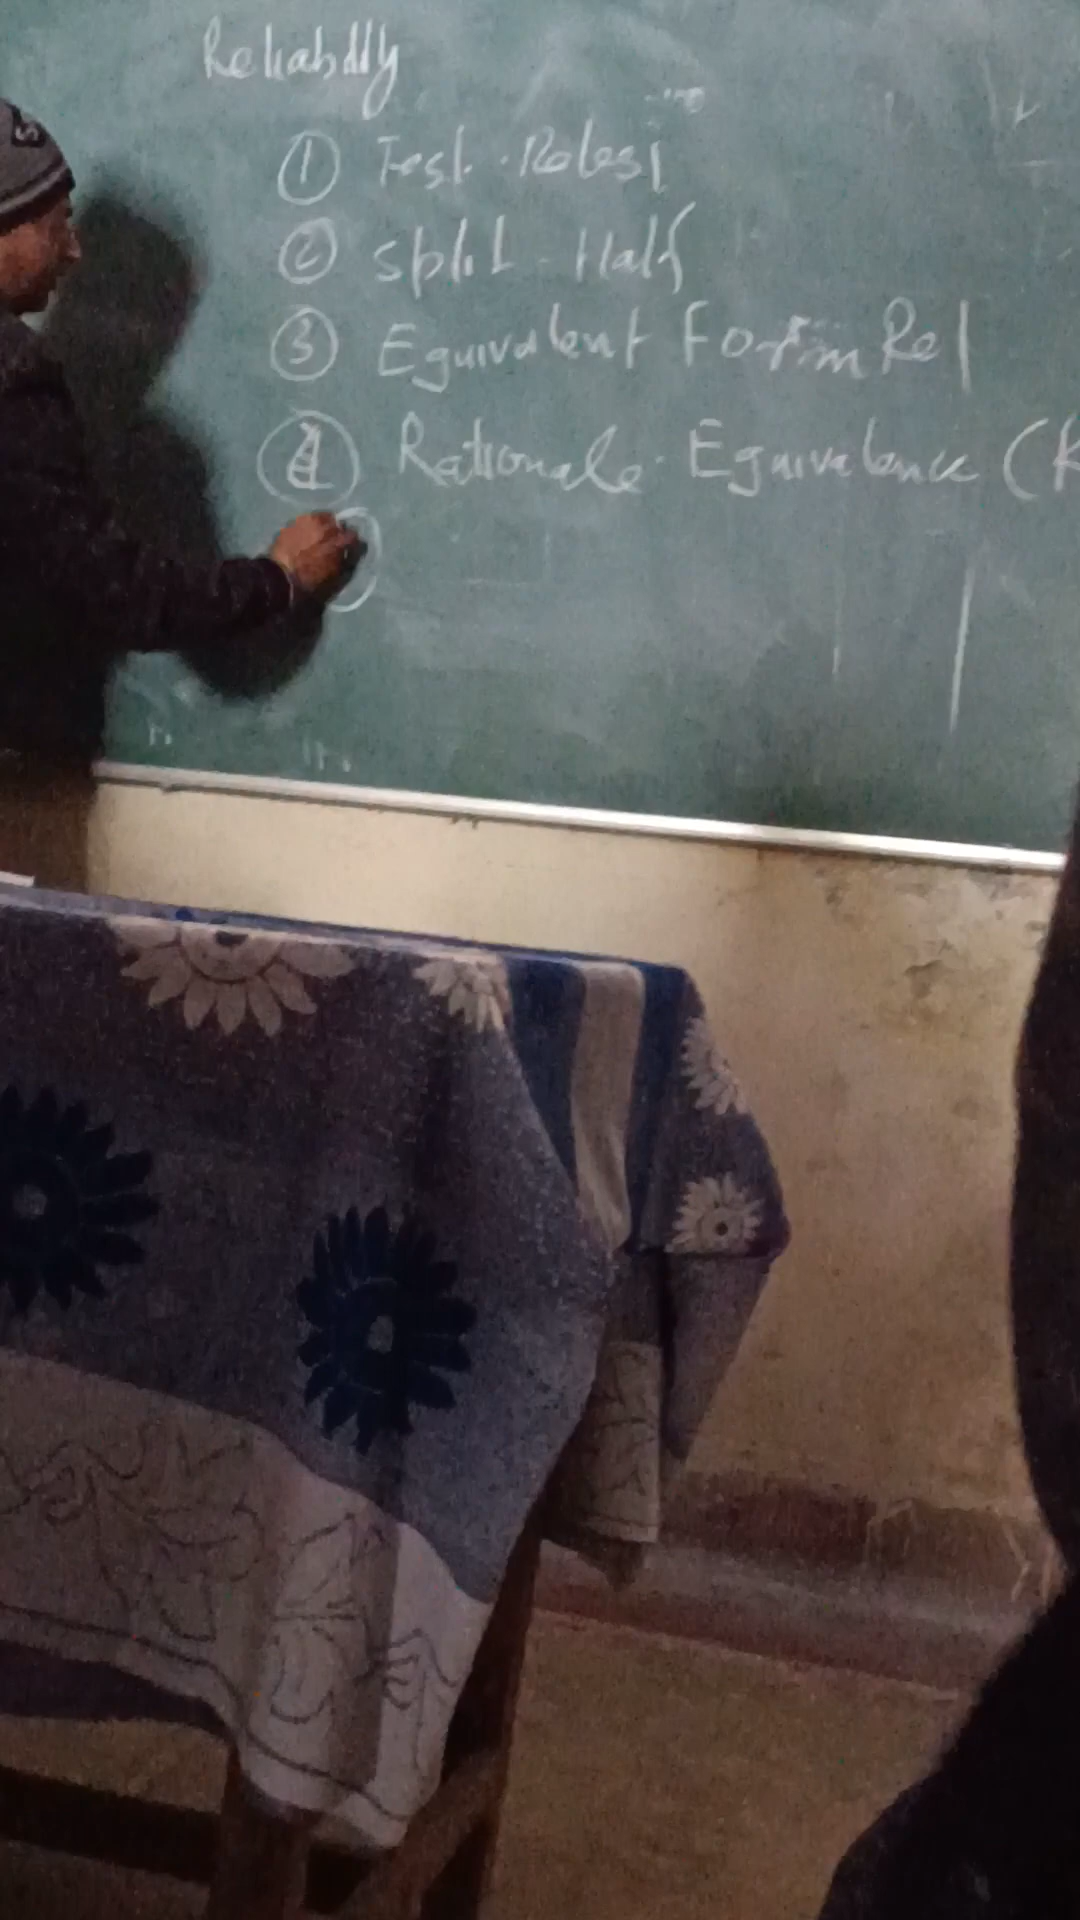 Reliability
① Test-Retest
② Split-Half
③ Equivalent Form Rel
④ Rationale Equivalence (K